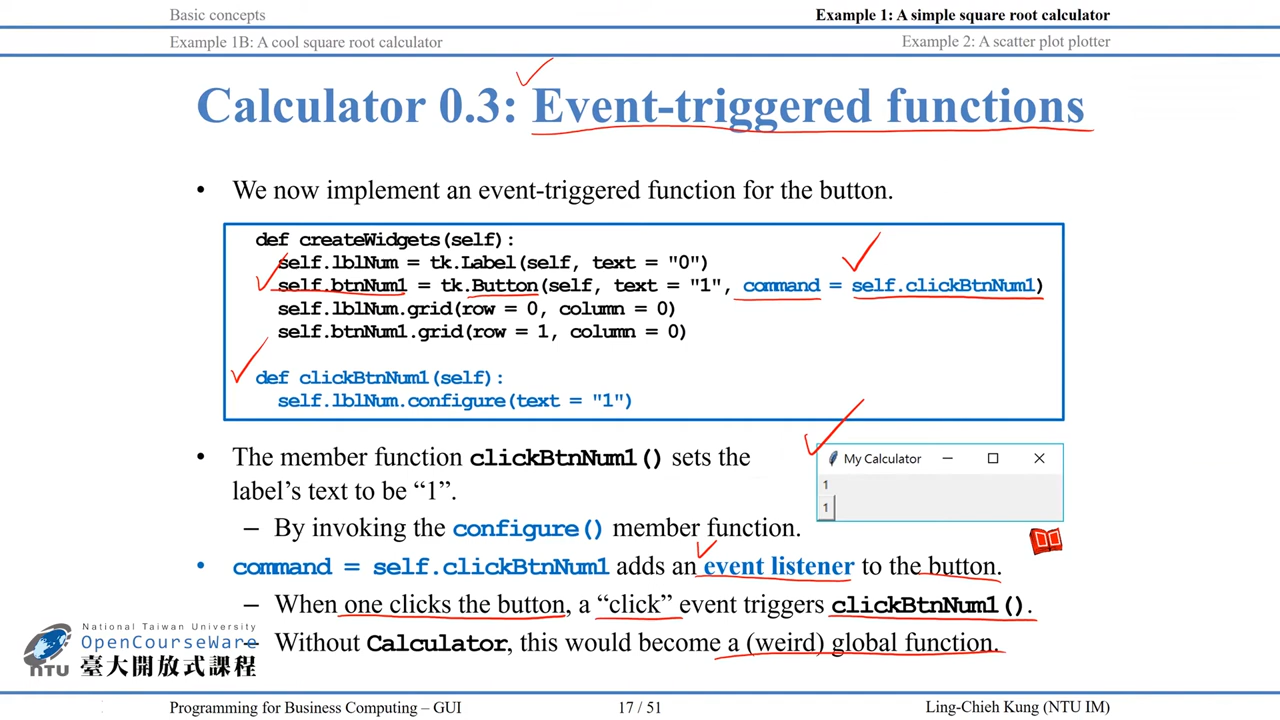 Basic concepts
Example 1: A simple square root calculator
Example 1B: A cool square root calculator
Example 2: A scatter plot plotter
Calculator 0.3: Event-triggered functions
• We now implement an event-triggered function for the button.
def createWidgets(self):
self.lblNum = tk.Label(self, text = "0")
self.btnNum1 = tk.Button(self, text = "1", command = self.clickBtnNum1)
self.lblNum.grid(row = 0, column = 0)
self.btnNum1.grid(row = 1, column = 0)
def clickBtnNum1(self):
self.lblNum.configure(text = "1")
• The member function clickBtnNum1() sets the
label's text to be “1”.
– By invoking the configure() member function.
My Calculator
1
1
• command = self.clickBtnNum1 adds an event listener to the button.
– When one clicks the button, a “click” event triggers clickBtnNum1().
– Without Calculator, this would become a (weird) global function.
National Taiwan University
OpenCourseWare
NTU 臺大開放式課程
Programming for Business Computing – GUI
17 / 51
Ling-Chieh Kung (NTU IM)